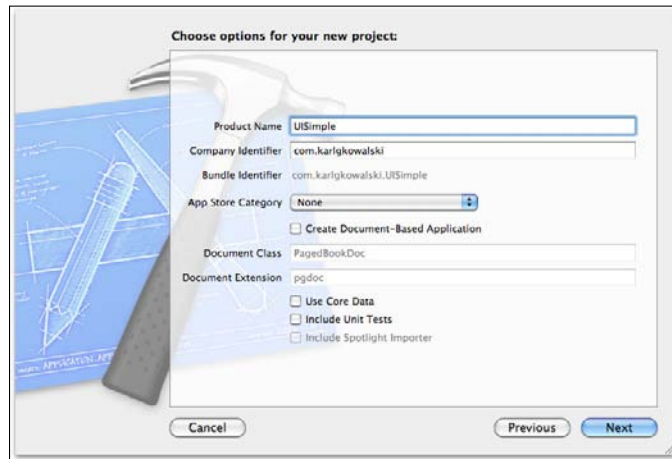 Choose options for your new project:
Product Name UISimple
Company Identifier com.karlgkowalski
Bundle Identifier com.karlgkowalski.UISimple
App Store Category None
Create Document-Based Application
Document Class PagedBookDoc
Document Extension pgdoc
Use Core Data
Include Unit Tests
Include Spotlight Importer
Cancel Previous Next